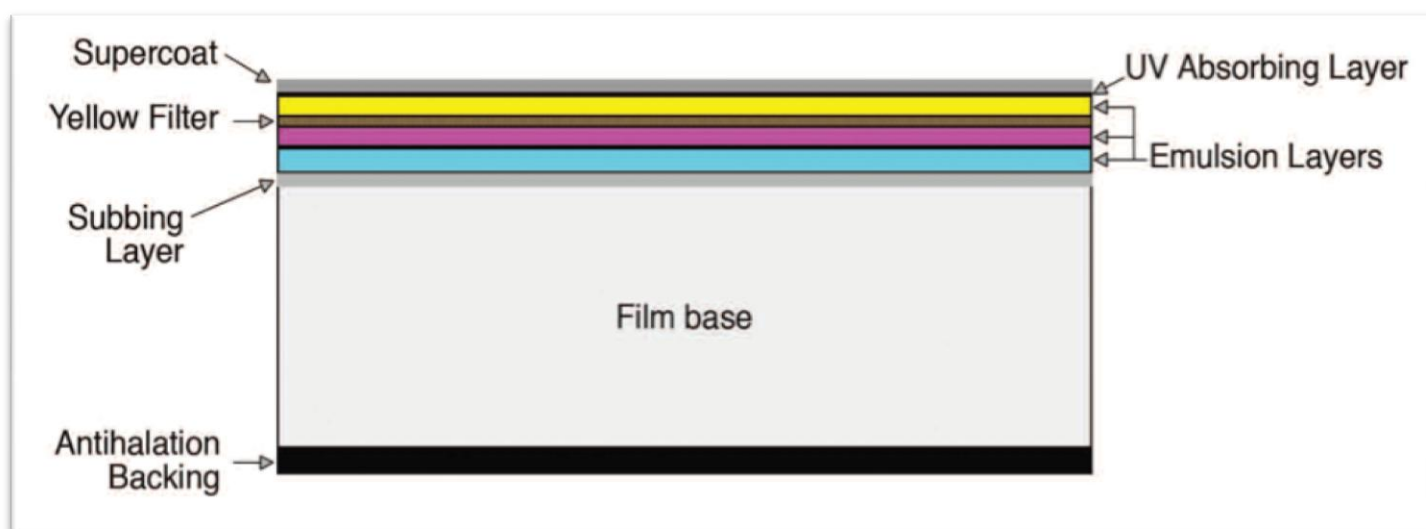 Supercoat
UV Absorbing Layer
Yellow Filter
Emulsion Layers
Subbing
Layer
Film base
Antihalation
Backing